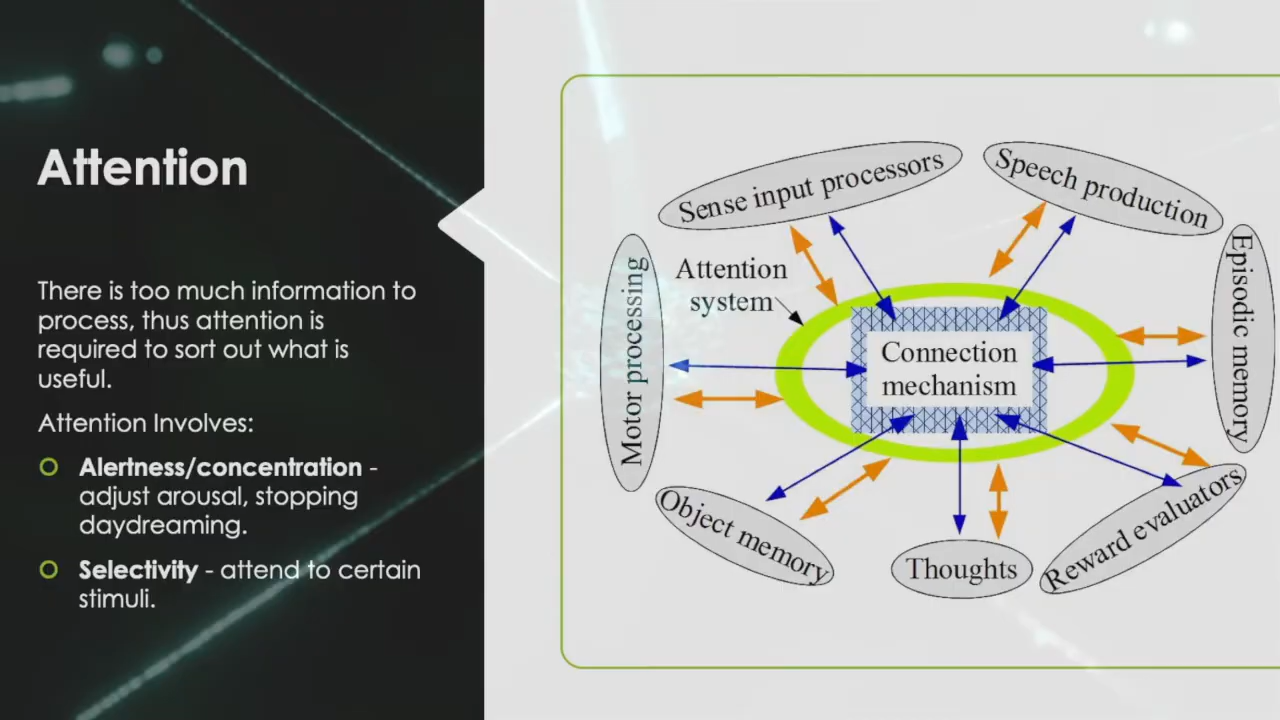 Attention
There is too much information to
process, thus attention is
required to sort out what is
useful.
Attention Involves:
Alertness/concentration -
adjust arousal, stopping
daydreaming.
Selectivity - attend to certain
stimuli.
Sense input processors
Speech production
Motor processing
Attention
system
Episodic memory
Connection
mechanism
Object memory
Thoughts
Reward evaluators